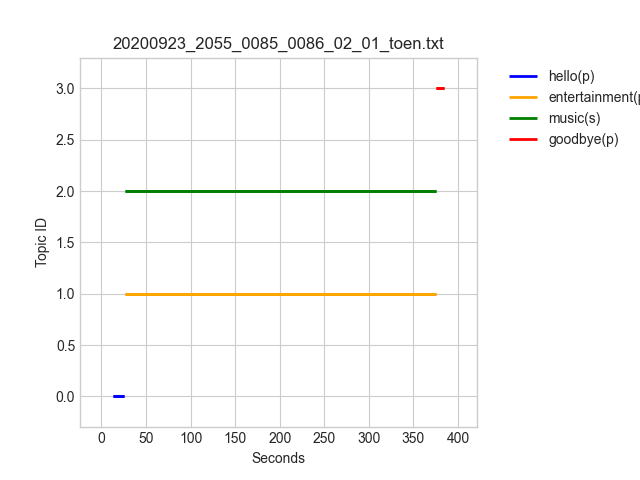 20200923_2055_0085_0086_02_01_toen.txt
3.0
2.5
2.0
1.5
1.0
0.5
0.0
Topic ID
0 50 100 150 200 250 300 350 400
Seconds
hello(p)
entertainment(p
music(s)
goodbye(p)